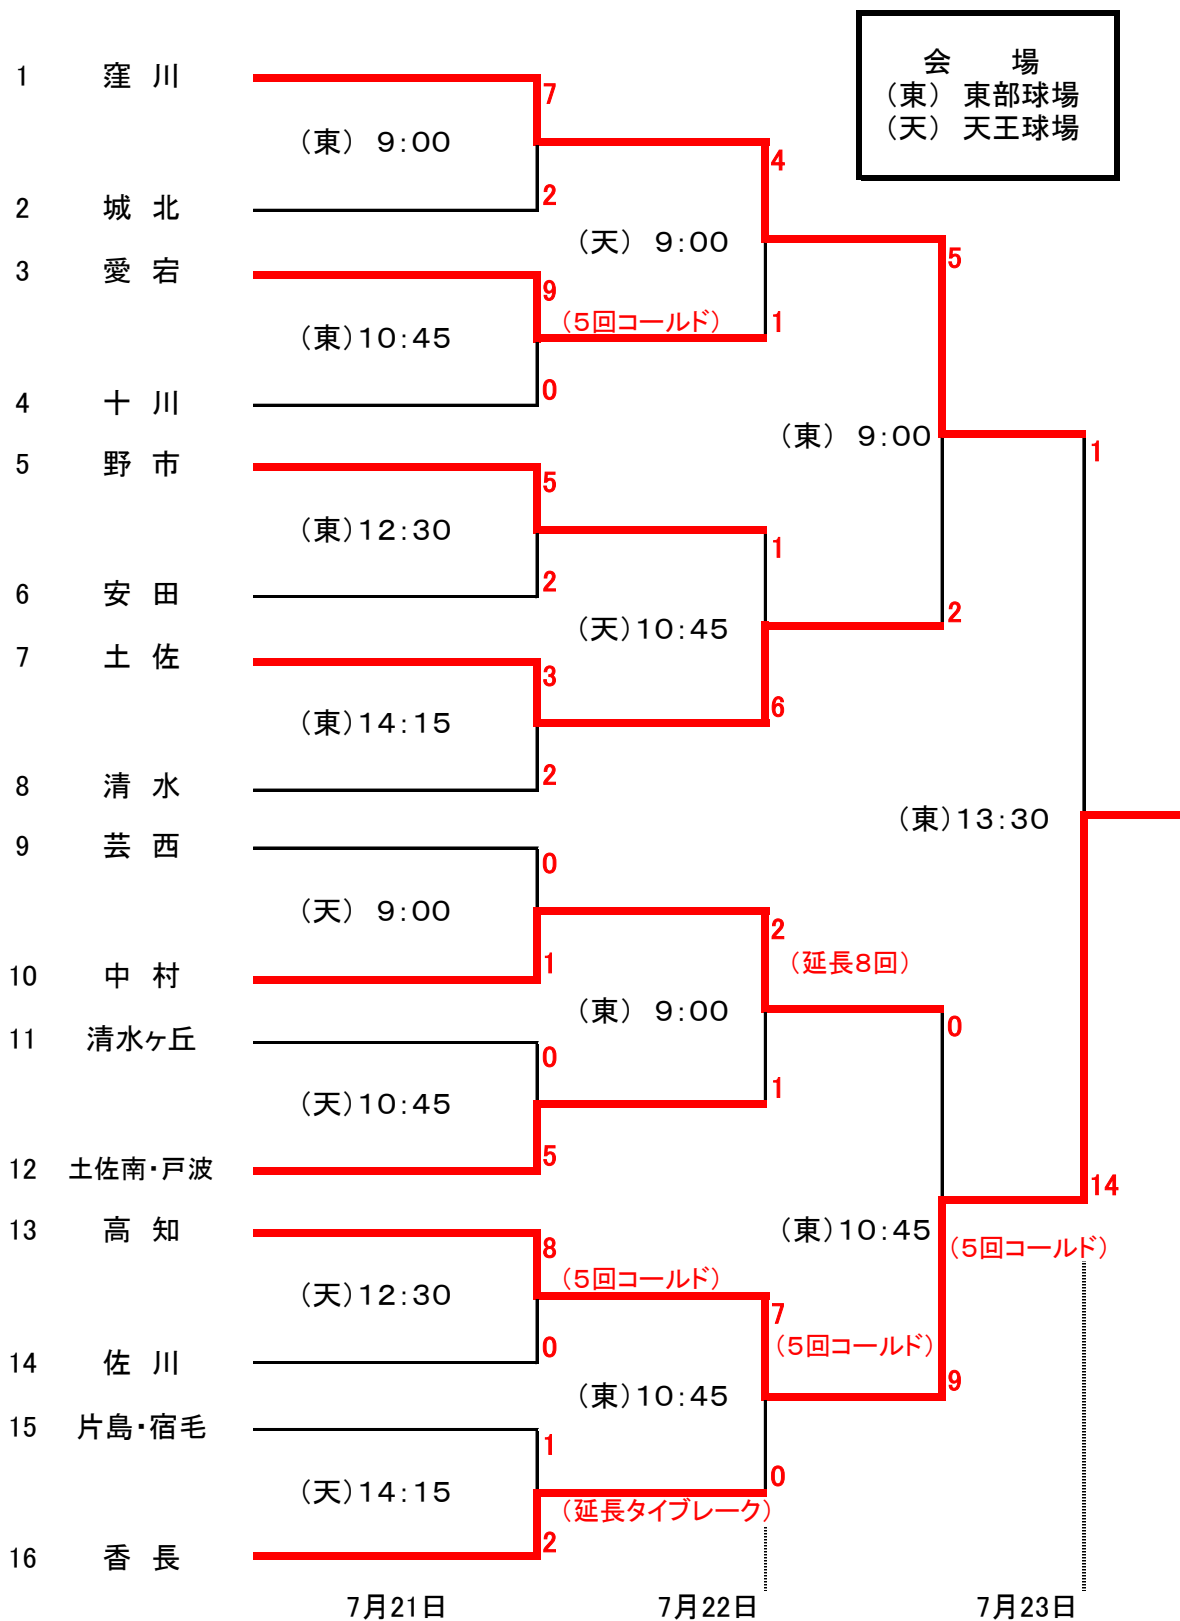 会　場
（東） 東部球場
（天） 天王球場
1 窪 川
7
（東） 9:00
2 城 北
2
4
（天） 9:00
3 愛 宕
9
（5回コールド）
1
（東）10:45
4 十 川
0
5
（東） 9:00
5 野 市
5
（東）12:30
1
6 安 田
2
（天）10:45
2
7 土 佐
3
6
（東）14:15
8 清 水
2
1
（東）13:30
9 芸 西
0
（天） 9:00
2
（延長8回）
10 中 村
1
（東） 9:00
0
11 清水ヶ丘
0
（天）10:45
1
12 土佐南・戸波
5
14
13 高 知
8
（東）10:45
（5回コールド）
（5回コールド）
（天）12:30
7
（5回コールド）
14 佐 川
0
9
（東）10:45
15 片島・宿毛
1
0
（天）14:15
（延長タイブレーク）
16 香 長
2
7月21日 7月22日 7月23日